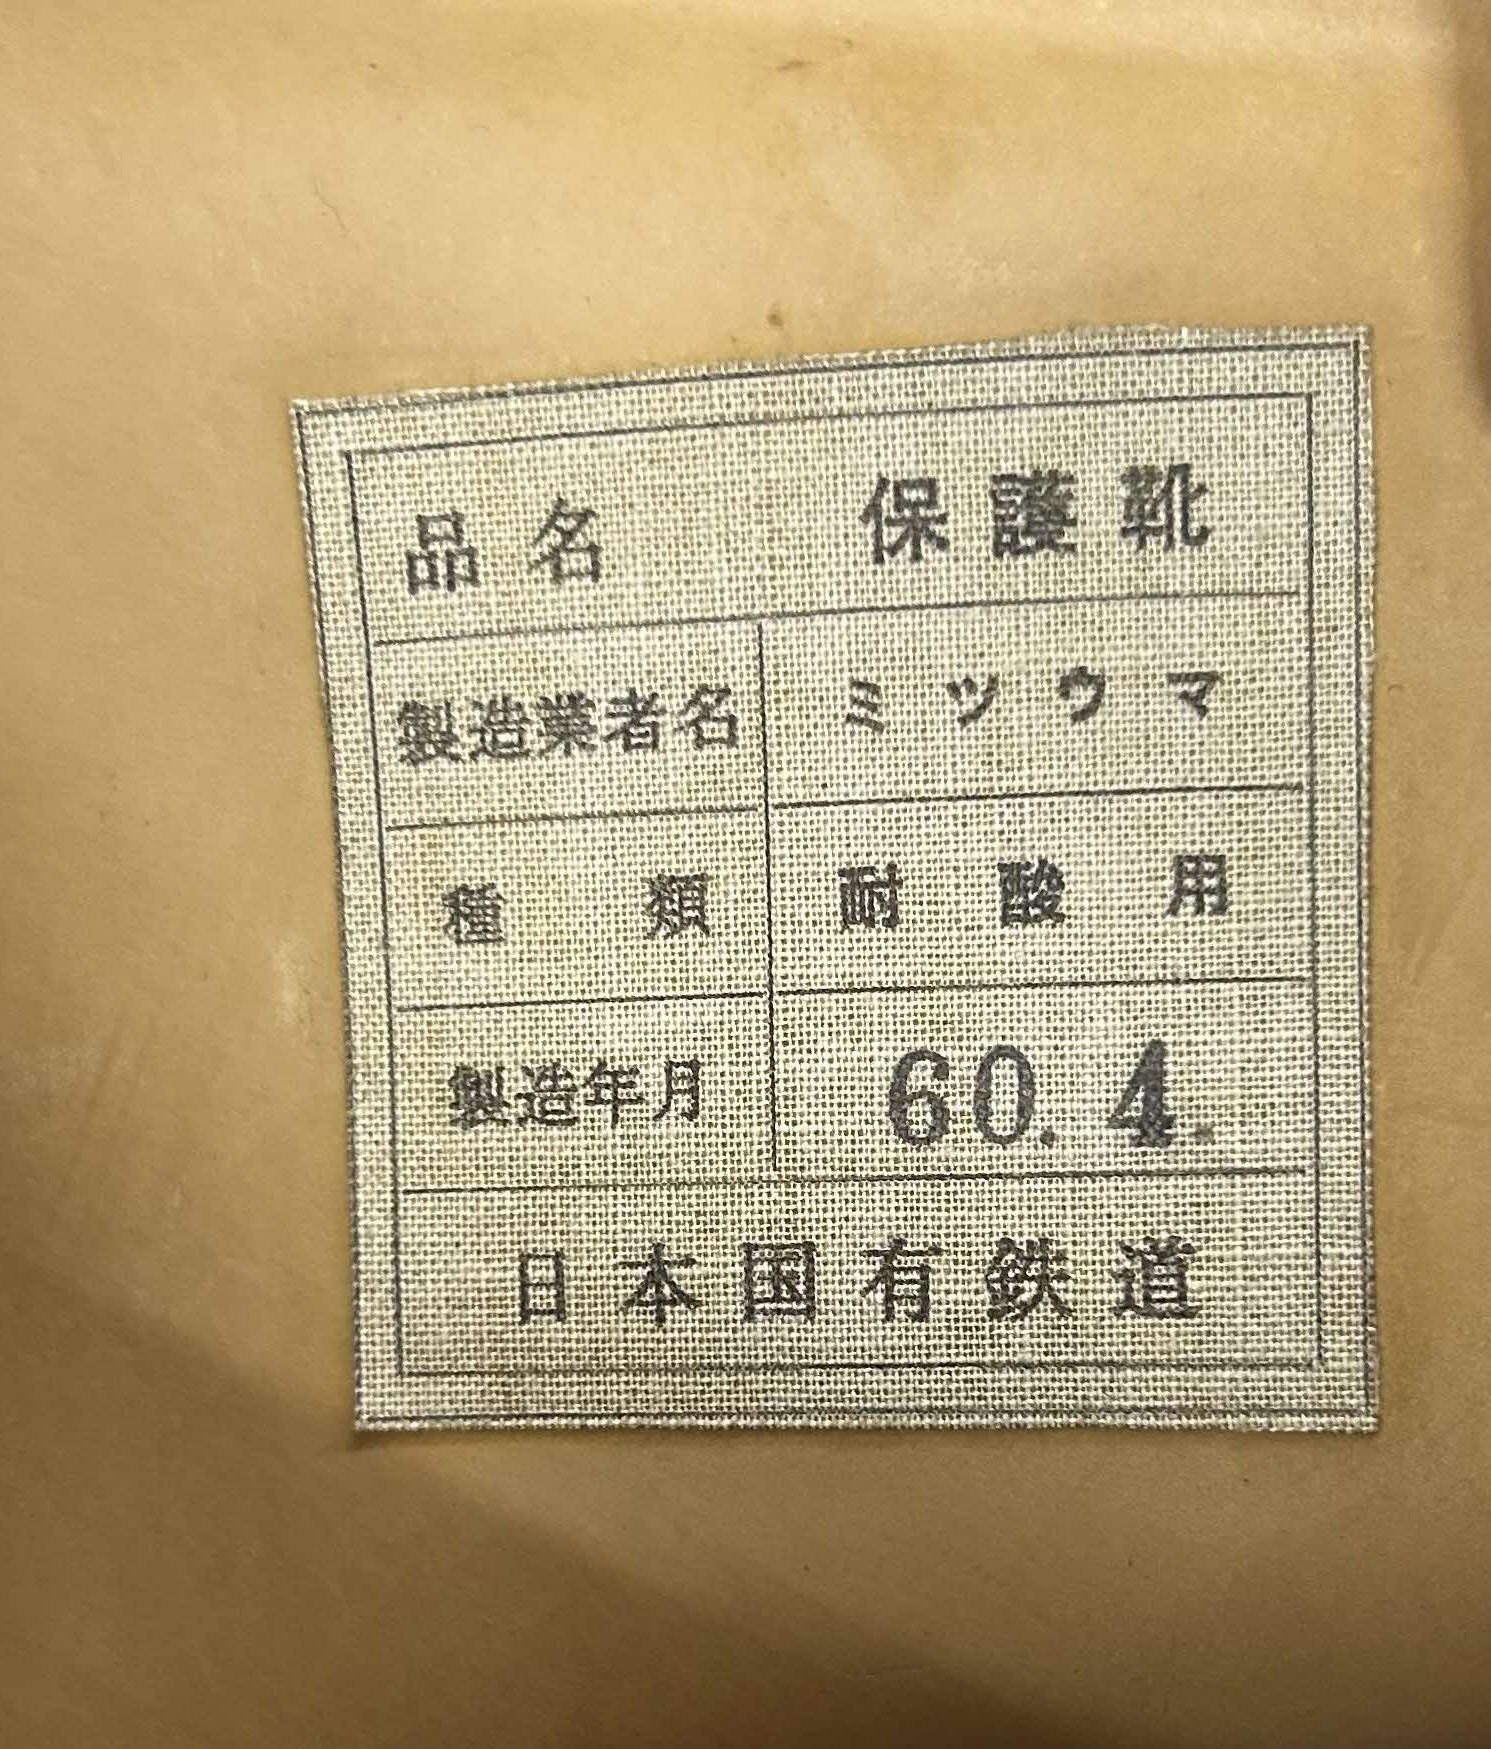 品名 保護靴
製造業者名 ミツウマ
種類 耐酸用
製造年月 60.4.
日本国有鉄道